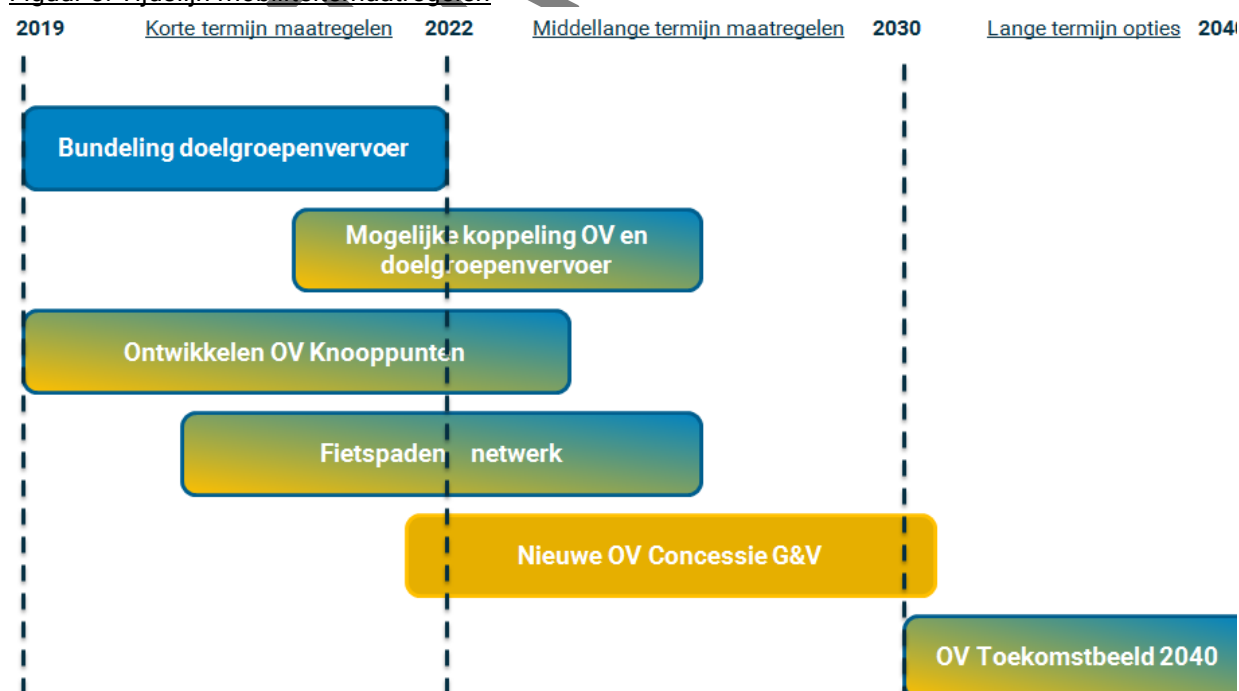 2019 Korte termijn maatregelen 2022 Middellange termijn maatregelen 2030 Lange termijn opties 2040
Bundeling doelgroepenvervoer
Mogelijke koppeling OV en
doelgroepenvervoer
Ontwikkelen OV Knooppunten
Fietspaden netwerk
Nieuwe OV Concessie G&V
OV Toekomstbeeld 2040